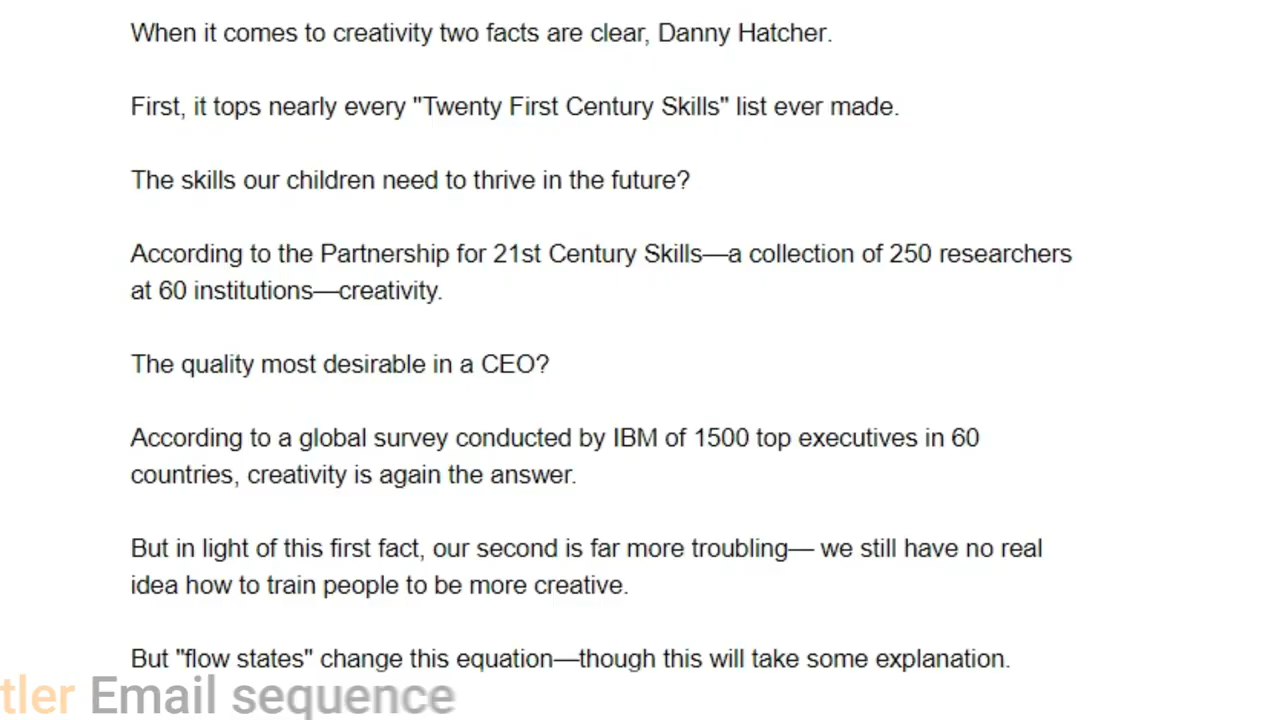 When it comes to creativity two facts are clear, Danny Hatcher.
First, it tops nearly every "Twenty First Century Skills" list ever made.
The skills our children need to thrive in the future?
According to the Partnership for 21st Century Skills—a collection of 250 researchers
at 60 institutions—creativity.
The quality most desirable in a CEO?
According to a global survey conducted by IBM of 1500 top executives in 60
countries, creativity is again the answer.
But in light of this first fact, our second is far more troubling— we still have no real
idea how to train people to be more creative.
But "flow states" change this equation—though this will take some explanation.
tler Email sequence